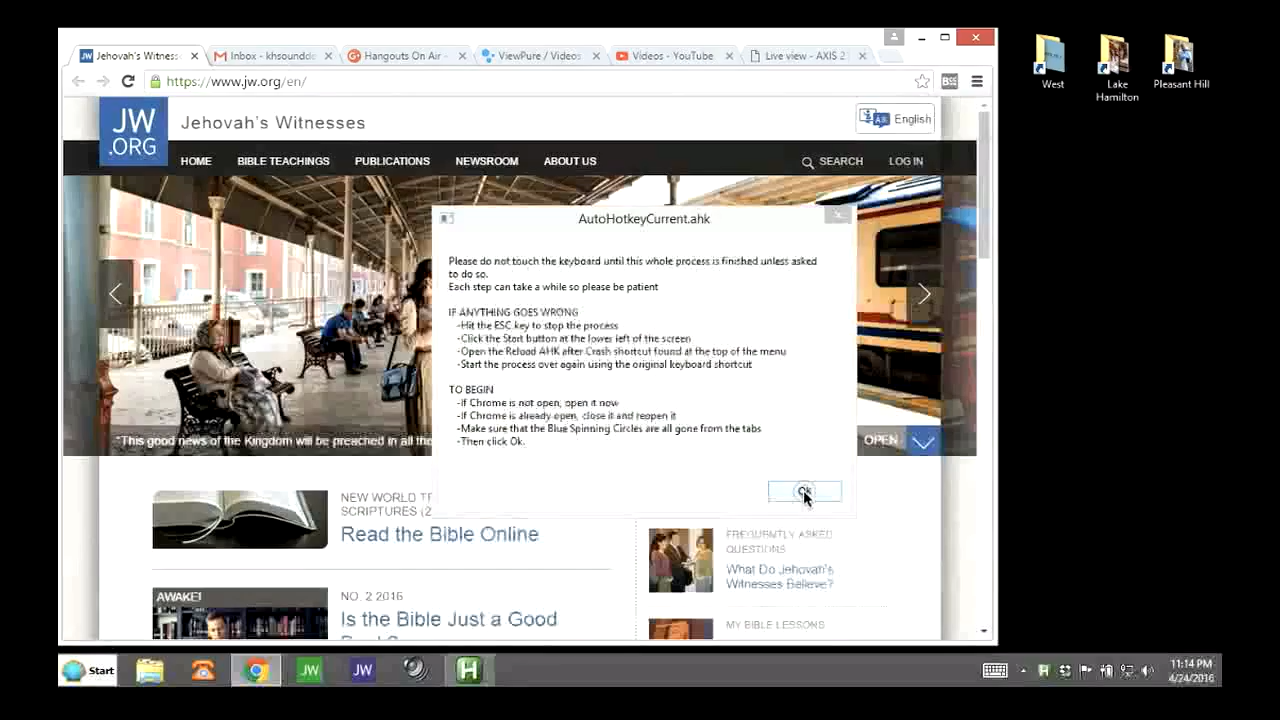 Jehovah's Witness
Inbox - khsoundde
Hangouts On Air -
ViewPure / Videos
Videos - YouTube
Live view - AXIS 21
https://www.jw.org/en/
West
Lake Hamilton
Pleasant Hill
JW
.ORG
Jehovah's Witnesses
English
HOME BIBLE TEACHINGS PUBLICATIONS NEWSROOM ABOUT US SEARCH LOG IN
AutoHotkeyCurrent.ahk
Please do not touch the keyboard until this whole process is finished unless asked
to do so.
Each step can take a while so please be patient
IF ANYTHING GOES WRONG
-Hit the ESC key to stop the process
-Click the Start button at the lower left of the screen
-Open the Reload AHK after Crash shortcut found at the top of the menu
-Start the process over again using the original keyboard shortcut
TO BEGIN
-If Chrome is not open, open it now
-If Chrome is already open, close it and reopen it
-Make sure that the Blue Spinning Circles are all gone from the tabs
-Then click Ok.
Ok
"This good news of the Kingdom will be preached in all the
OPEN
NEW WORLD TR
SCRIPTURES (2
Read the Bible Online
FREQUENTLY ASKED
QUESTIONS
What Do Jehovah's
Witnesses Believe?
AWAKE!
NO. 2 2016
Is the Bible Just a Good
MY BIBLE LESSONS
Start
JW
JW
H
11:14 PM
4/24/2016